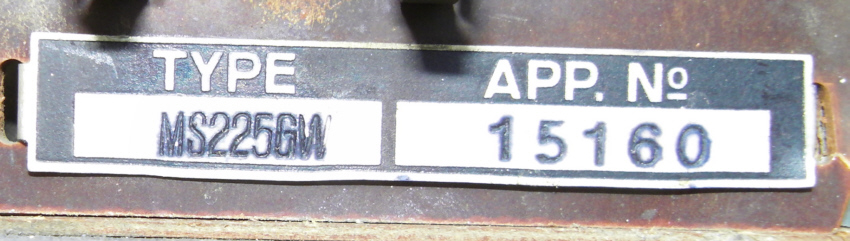 TYPE APP. Nº
MS225GW 15160